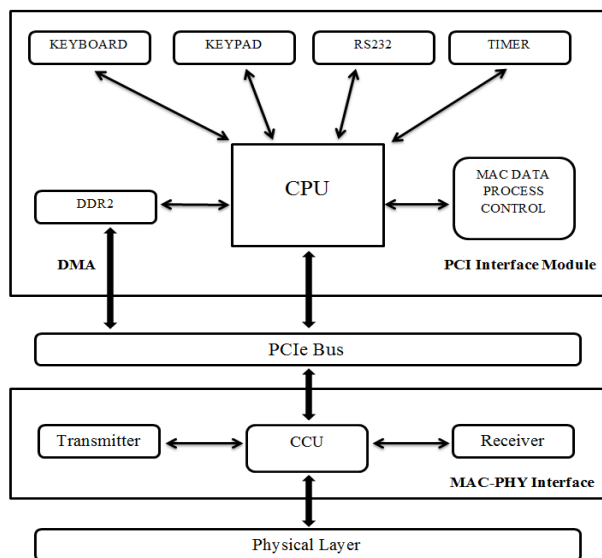 KEYBOARD
KEYPAD
RS232
TIMER
CPU
MAC DATA
PROCESS
CONTROL
DDR2
DMA
PCI Interface Module
PCIe Bus
Transmitter
CCU
Receiver
MAC-PHY Interface
Physical Layer